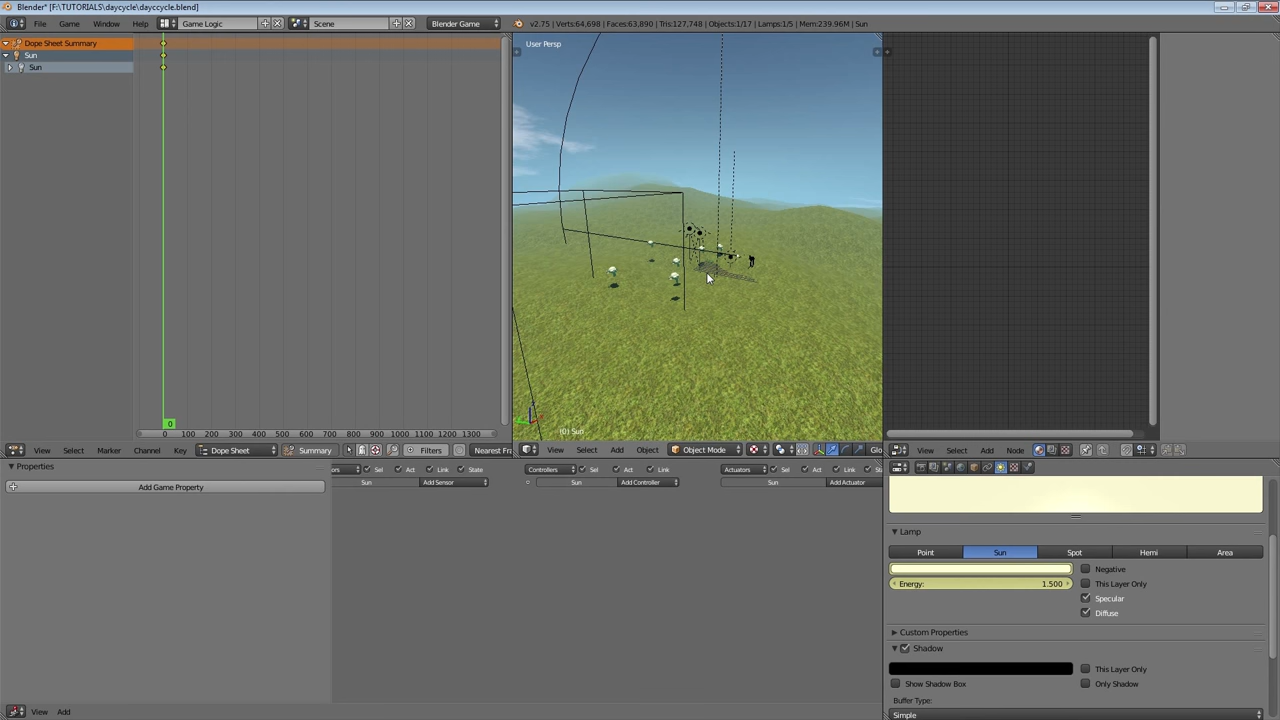 Blender* [F:\TUTORIALS\daycycle\dayccycle.blend]
File Game Window Help Game Logic Scene Blender Game v2.75 | Verts:64,698 | Faces:63,890 | Tris:127,748 | Objects:1/17 | Lamps:1/5 | Mem:239.96M | Sun
Dope Sheet Summary
Sun
Sun
User Persp
(0) Sun
0
0 100 200 300 400 500 600 700 800 900 1000 1100 1200 1300
View Select Marker Channel Key Dope Sheet Summary Filters Nearest Fra
View Select Add Object Object Mode Glo
View Select Add Node
Properties
Add Game Property
ors Sel Act Link State
Sun Add Sensor
Controllers Sel Act Link
Sun Add Controller
Actuators Sel Act Link State
Sun Add Actuator
Lamp
Point Sun Spot Hemi Area
Negative
Energy: 1.500 This Layer Only
Specular
Diffuse
Custom Properties
Shadow
This Layer Only
Show Shadow Box Only Shadow
Buffer Type:
Simple
View Add